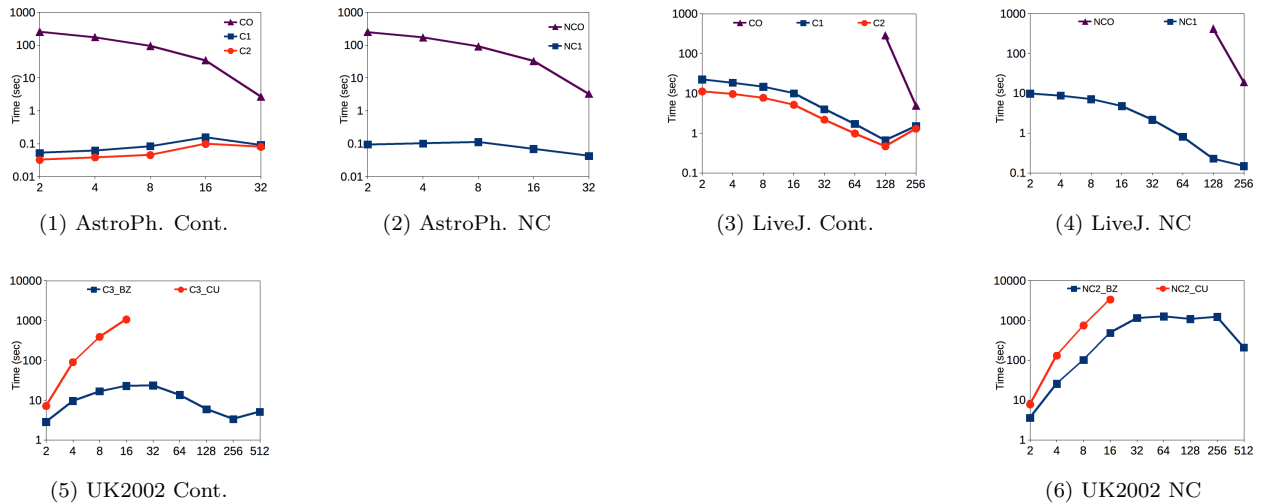 1000
100
10
1
0.1
0.01
Time (sec)
CO
C1
C2
2 4 8 16 32
(1) AstroPh. Cont.
1000
100
10
1
0.1
0.01
Time (sec)
NCO
NC1
2 4 8 16 32
(2) AstroPh. NC
1000
100
10
1
0.1
Time (sec)
CO C1 C2
2 4 8 16 32 64 128 256
(3) LiveJ. Cont.
1000
100
10
1
0.1
Time (sec)
NCO NC1
2 4 8 16 32 64 128 256
(4) LiveJ. NC
10000
1000
100
10
1
Time (sec)
C3_BZ C3_CU
2 4 8 16 32 64 128 256 512
(5) UK2002 Cont.
10000
1000
100
10
1
Time (sec)
NC2_BZ NC2_CU
2 4 8 16 32 64 128 256 512
(6) UK2002 NC